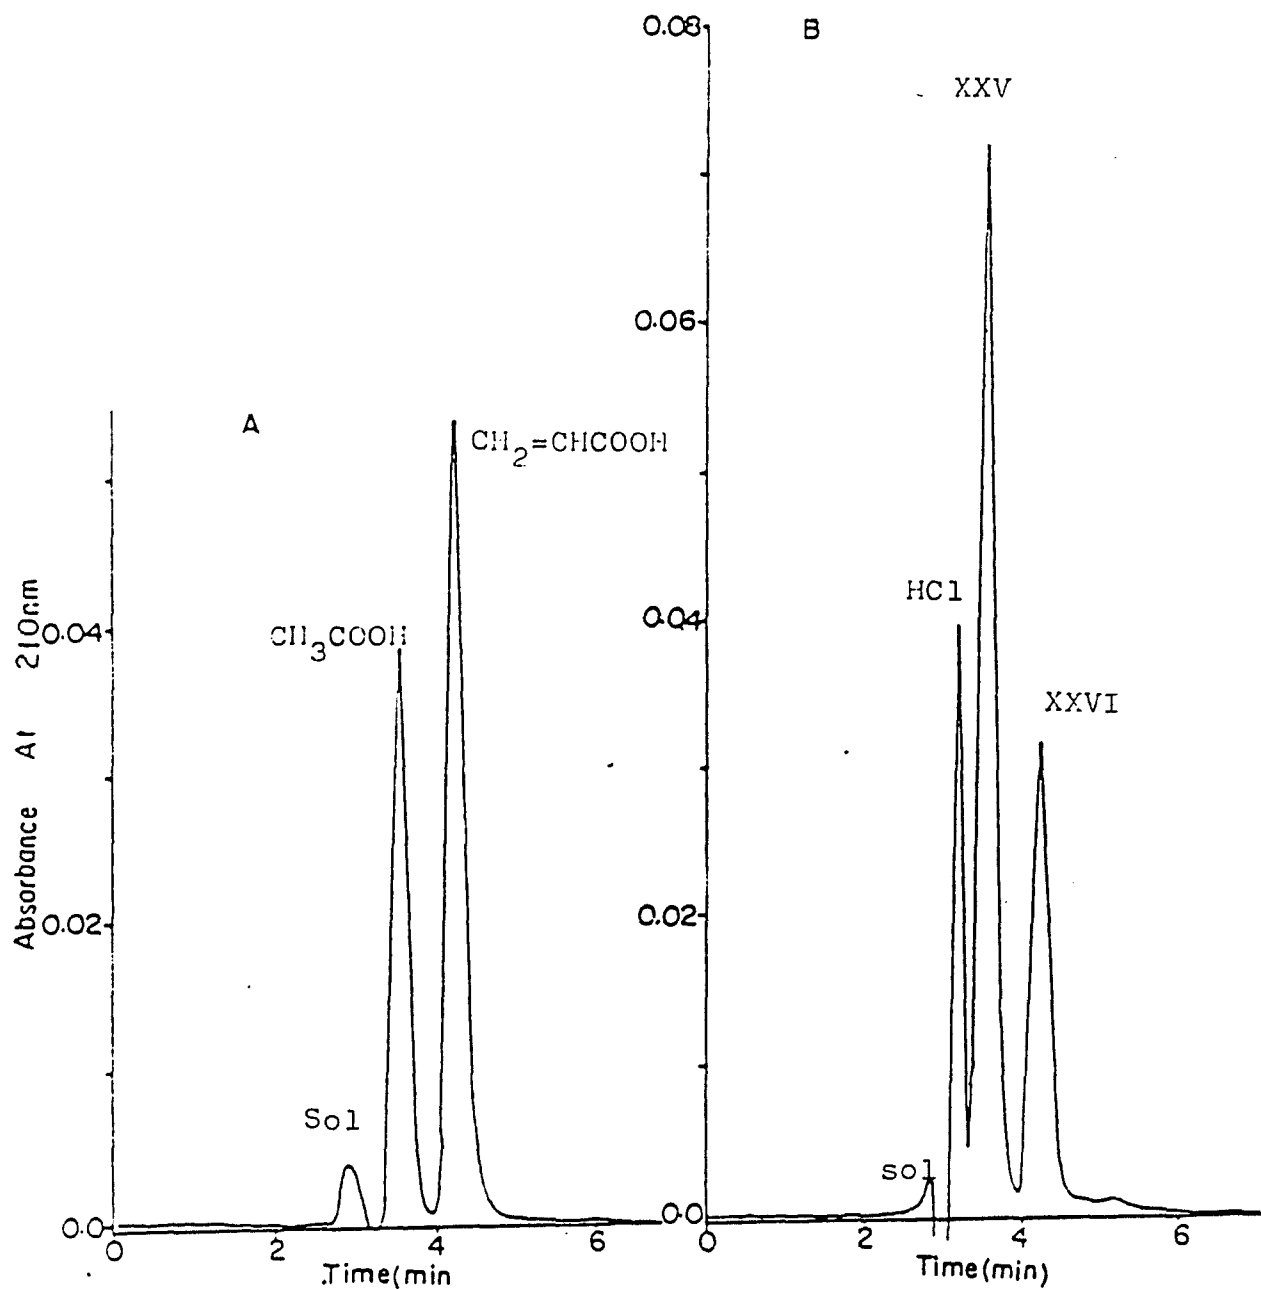 A
CH2=CHCOOH
CH3COOH
Sol
0.04
0.02
0.0
0
2
4
6
Time(min
Absorbance At 210nm
B
XXV
HCl
XXVI
sol
0.08
0.06
0.04
0.02
0.0
0
2
4
6
Time(min)